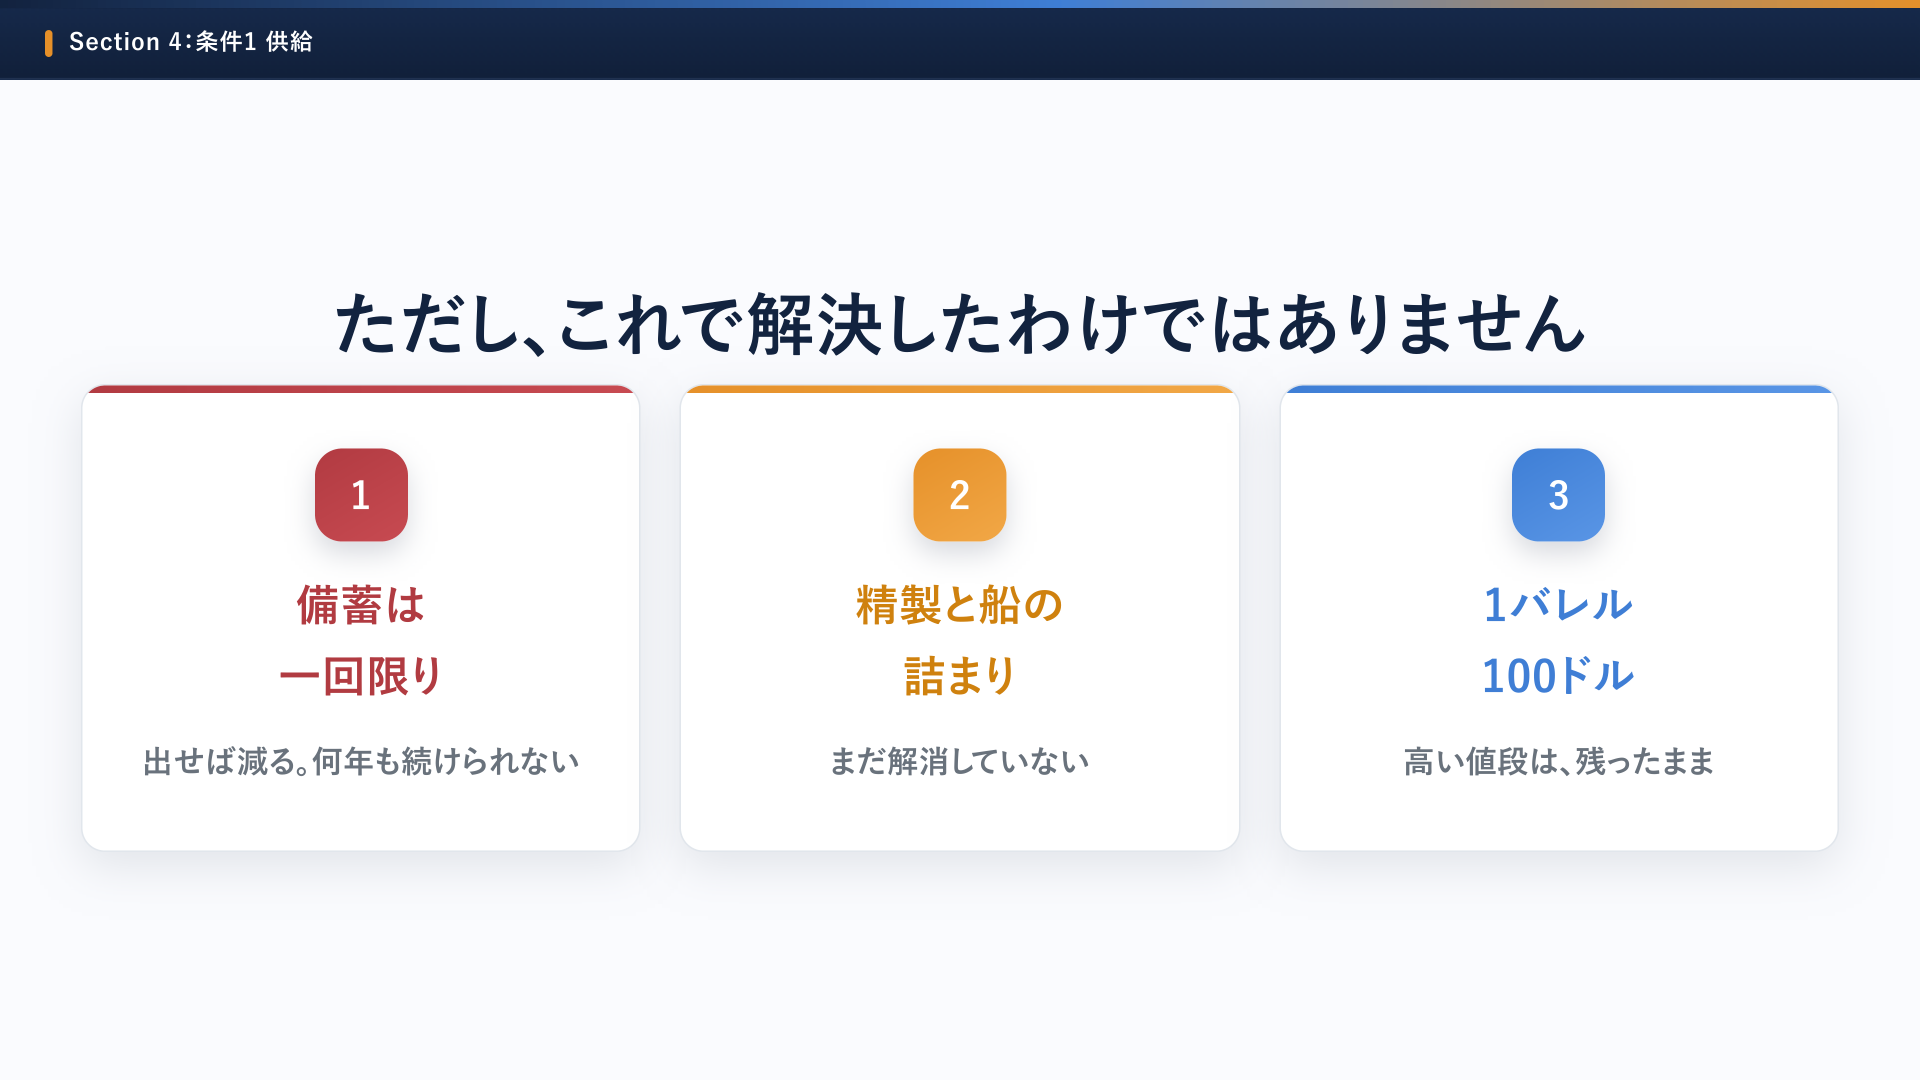 Section 4：条件1 供給
ただし、これで解決したわけではありません
1
備蓄は
一回限り
出せば減る。何年も続けられない
2
精製と船の
詰まり
まだ解消していない
3
1バレル
100ドル
高い値段は、残ったまま